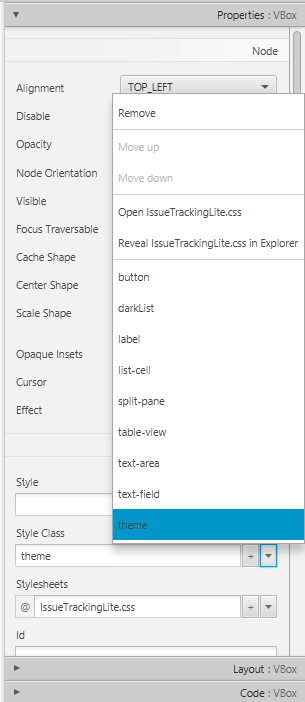 Properties : VBox
Node
Alignment
TOP_LEFT
Disable
Opacity
Node Orientation
Visible
Focus Traversable
Cache Shape
Center Shape
Scale Shape
Opaque Insets
Cursor
Effect
Remove
Move up
Move down
Open IssueTrackingLite.css
Reveal IssueTrackingLite.css in Explorer
button
darkList
label
list-cell
split-pane
table-view
text-area
text-field
theme
Style
Style Class
theme
+
Stylesheets
@ IssueTrackingLite.css
+
Id
Layout : VBox
Code : VBox